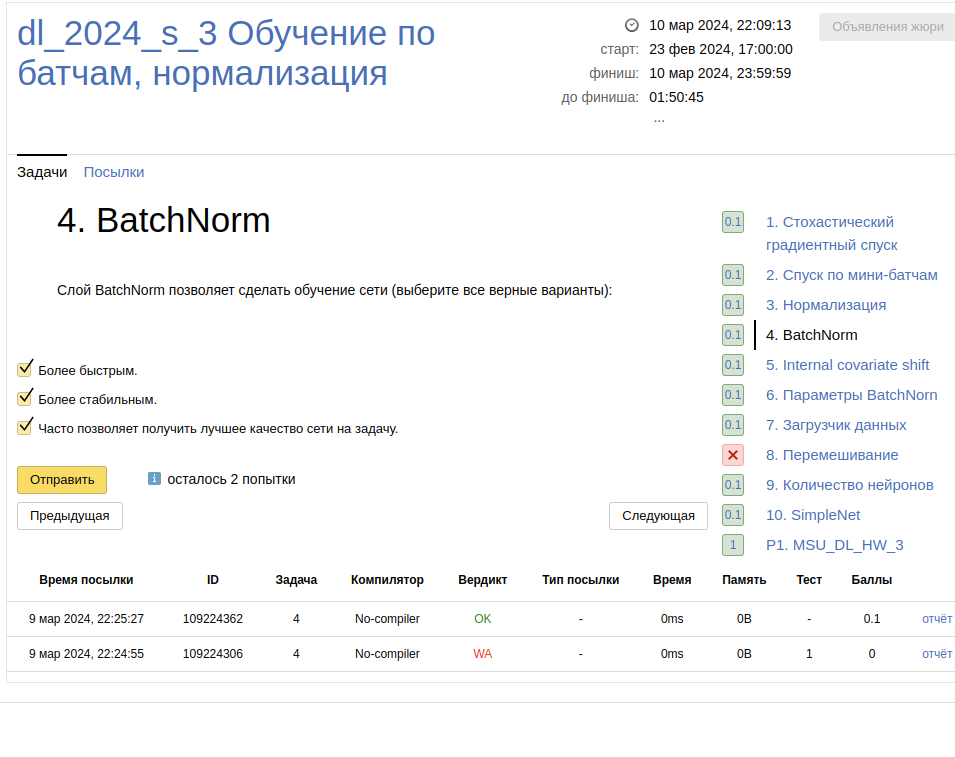 dl_2024_s_3 Обучение по
батчам, нормализация
10 мар 2024, 22:09:13
старт: 23 фев 2024, 17:00:00
финиш: 10 мар 2024, 23:59:59
до финиша: 01:50:45
...
Объявления жюри
Задачи Посылки
4. BatchNorm
Слой BatchNorm позволяет сделать обучение сети (выберите все верные варианты):
Более быстрым.
Более стабильным.
Часто позволяет получить лучшее качество сети на задачу.
Отправить i осталось 2 попытки
Предыдущая Следующая
0.1 1. Стохастический
градиентный спуск
0.1 2. Спуск по мини-батчам
0.1 3. Нормализация
0.1 4. BatchNorm
0.1 5. Internal covariate shift
0.1 6. Параметры BatchNorn
0.1 7. Загрузчик данных
8. Перемешивание
0.1 9. Количество нейронов
0.1 10. SimpleNet
1 P1. MSU_DL_HW_3
Время посылки ID Задача Компилятор Вердикт Тип посылки Время Память Тест Баллы
9 мар 2024, 22:25:27 109224362 4 No-compiler OK - 0ms 0B - 0.1 отчёт
9 мар 2024, 22:24:55 109224306 4 No-compiler WA - 0ms 0B 1 0 отчёт